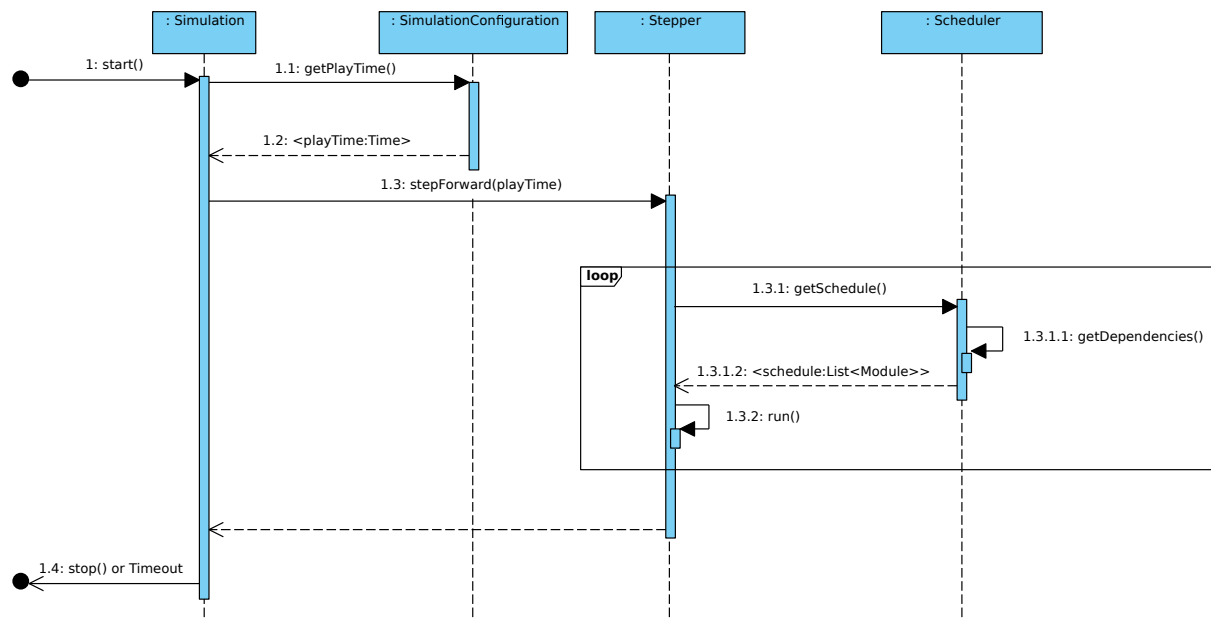 : Simulation
: SimulationConfiguration
: Stepper
: Scheduler
1: start()
1.1: getPlayTime()
1.2: <playTime:Time>
1.3: stepForward(playTime)
loop
1.3.1: getSchedule()
1.3.1.1: getDependencies()
1.3.1.2: <schedule:List<Module>>
1.3.2: run()
1.4: stop() or Timeout